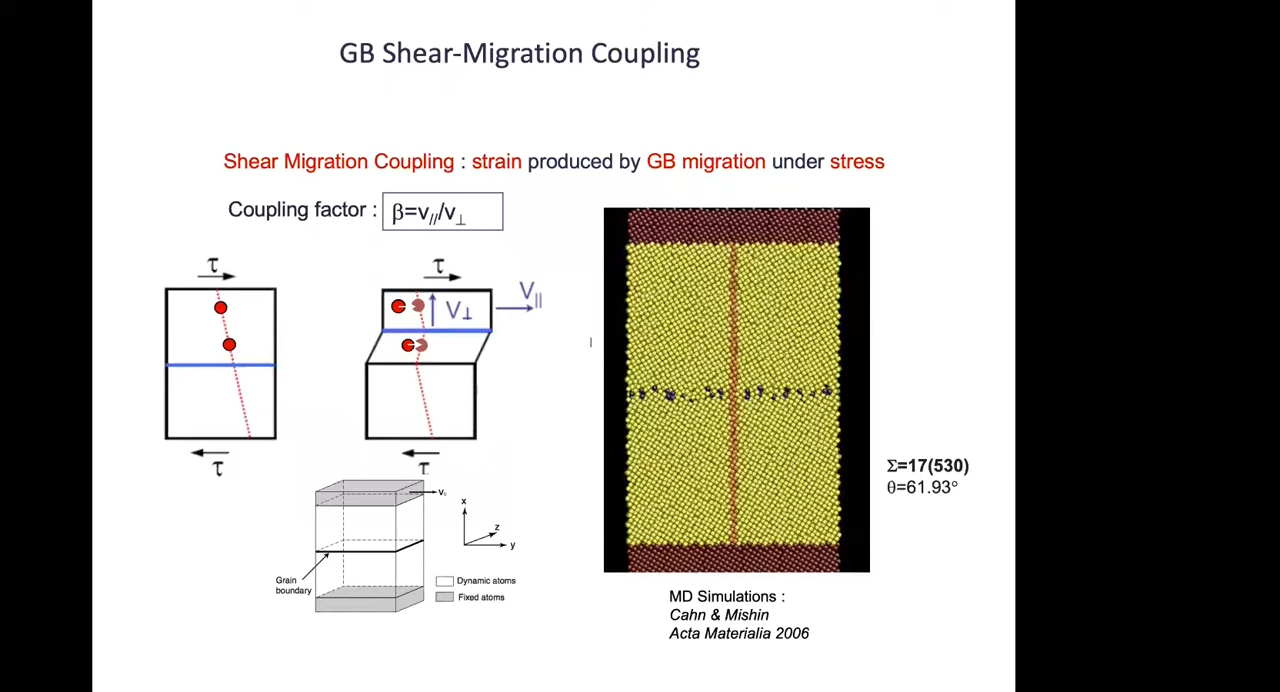 GB Shear-Migration Coupling
Shear Migration Coupling : strain produced by GB migration under stress
Coupling factor : β=v//​/v⊥
τ
τ
V||
V⊥
τ
τ
Σ=17(530)
θ=61.93°
x
z
y
Grain
boundary
Dynamic atoms
Fixed atoms
MD Simulations :
Cahn & Mishin
Acta Materialia 2006